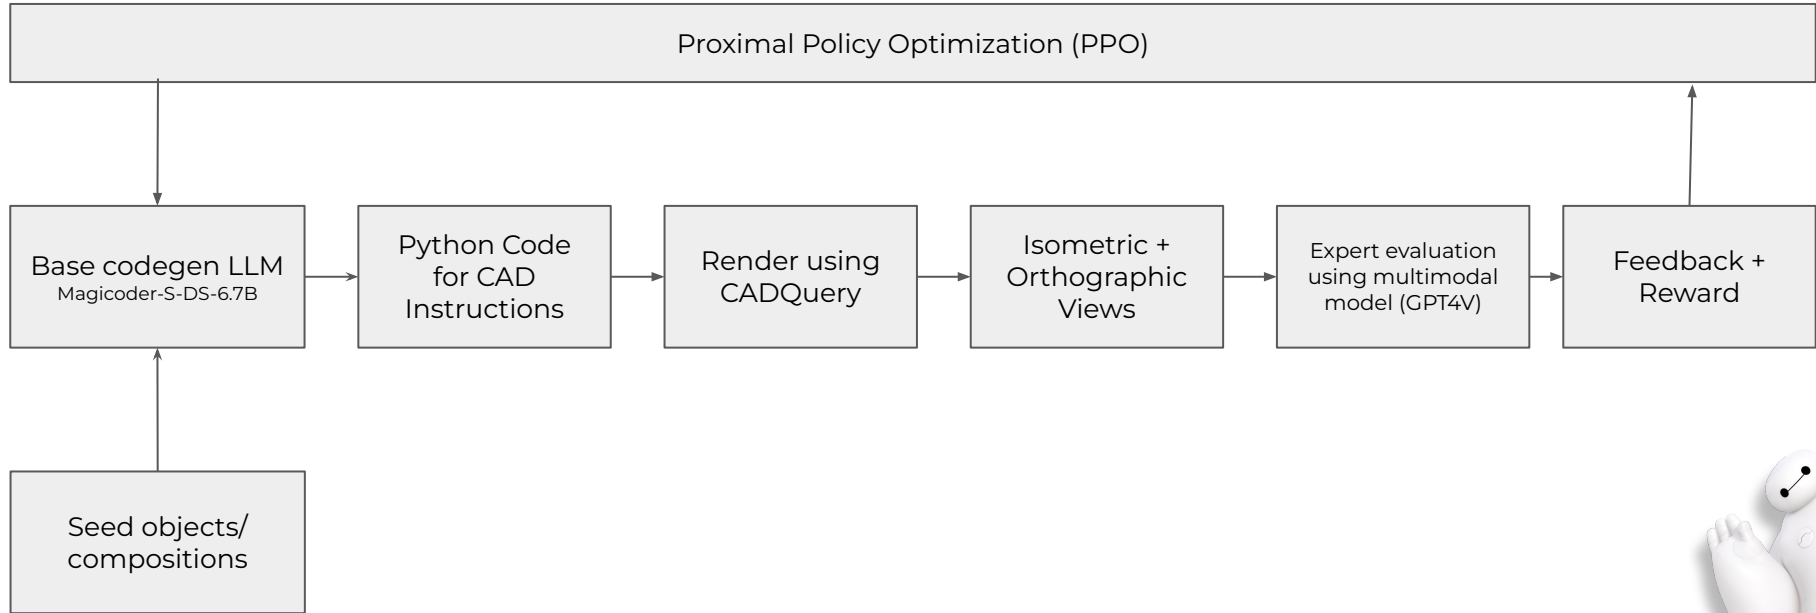 Proximal Policy Optimization (PPO)
Base codegen LLM
Magicoder-S-DS-6.7B
Python Code
for CAD
Instructions
Render using
CADQuery
Isometric +
Orthographic
Views
Expert evaluation
using multimodal
model (GPT4V)
Feedback +
Reward
Seed objects/
compositions